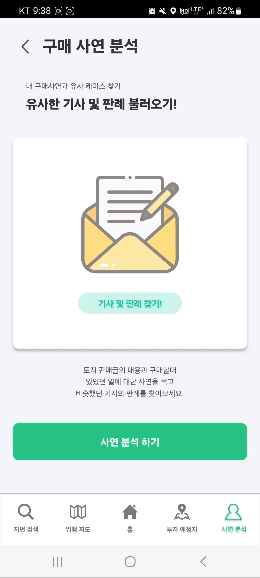 KT 9:38 82%
구매 사연 분석
내 구매사연과 유사 케이스 찾기
유사한 기사 및 판례 불러오기!
기사 및 판례 찾기!
토지 판매글의 내용과 구매할때
있었던 일에 대한 사연을 적고
비슷했던 기사와 판례를 찾아보세요.
사연 분석 하기
지번 검색 위험 지도 홈 투자 예정지 사연 분석